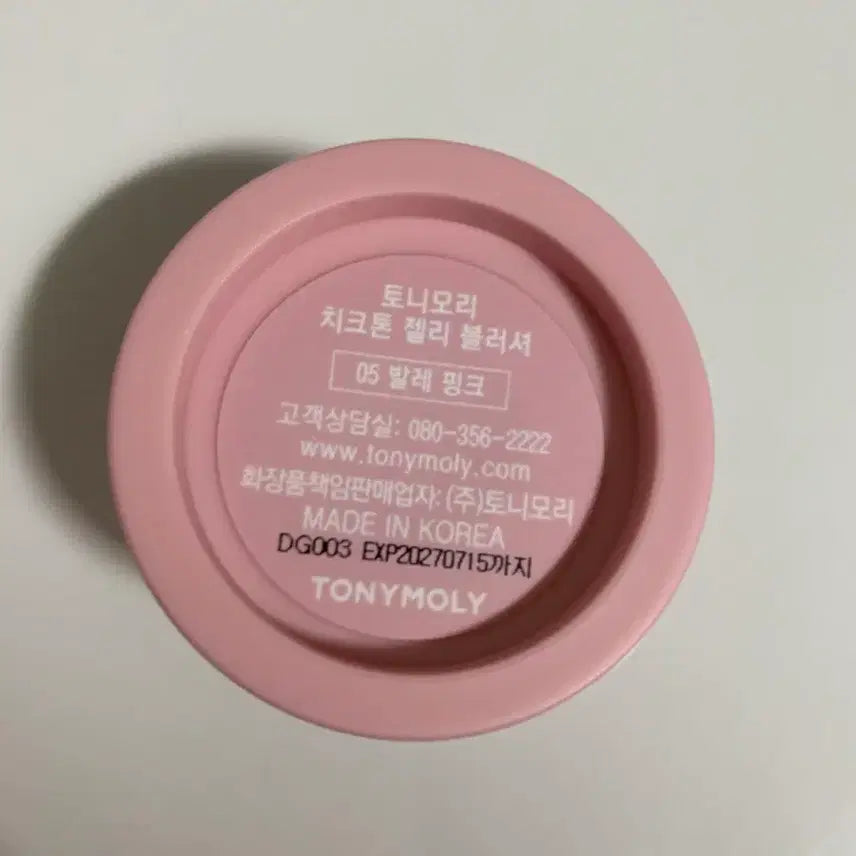 토니모리
치크톤 젤리 블러셔
05 발레 핑크
고객상담실: 080-356-2222
www.tonymoly.com
화장품책임판매업자: (주)토니모리
MADE IN KOREA
DG003 EXP20270715까지
TONYMOLY